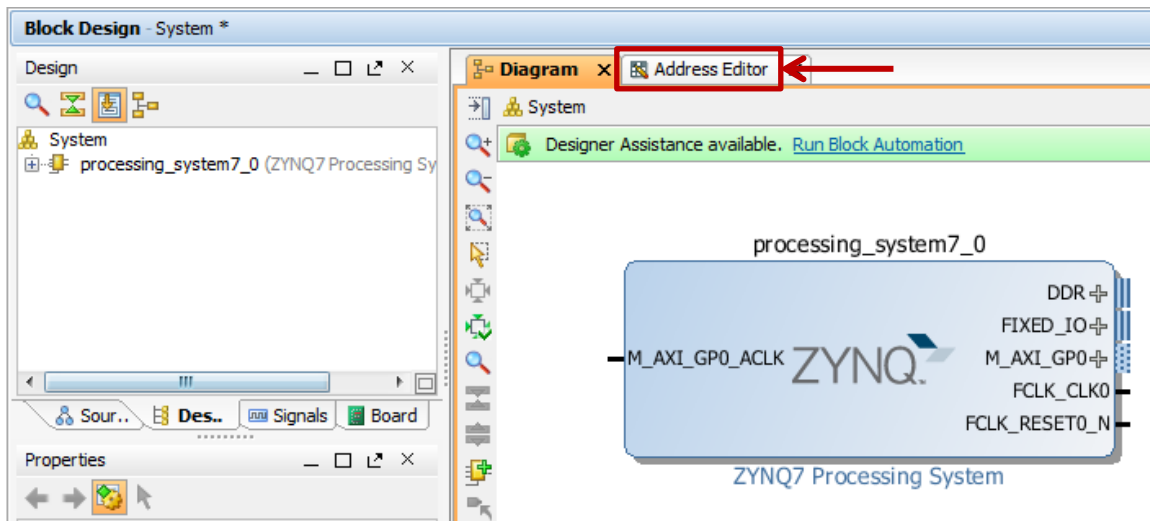 Block Design - System *
Design
System
processing_system7_0 (ZYNQ7 Processing Sy
Sour..
Des..
Signals
Board
Properties
Diagram
Address Editor
System
Designer Assistance available. Run Block Automation
processing_system7_0
DDR
FIXED_IO
M_AXI_GP0_ACLK
ZYNQ
M_AXI_GP0
FCLK_CLK0
FCLK_RESET0_N
ZYNQ7 Processing System